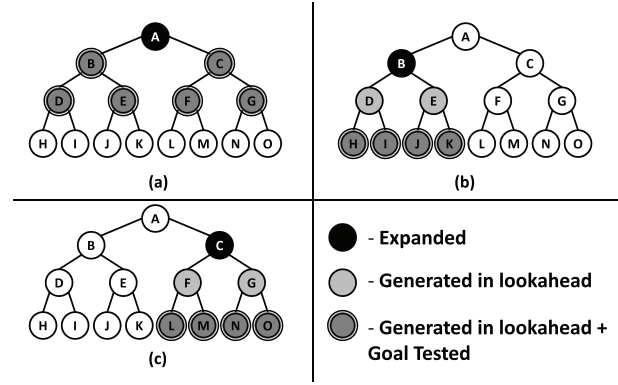 A
B C
D E F G
H I J K L M N O
(a)
A
B C
D E F G
H I J K L M N O
(b)
A
B C
D E F G
H I J K L M N O
(c)
- Expanded
- Generated in lookahead
- Generated in lookahead +
Goal Tested